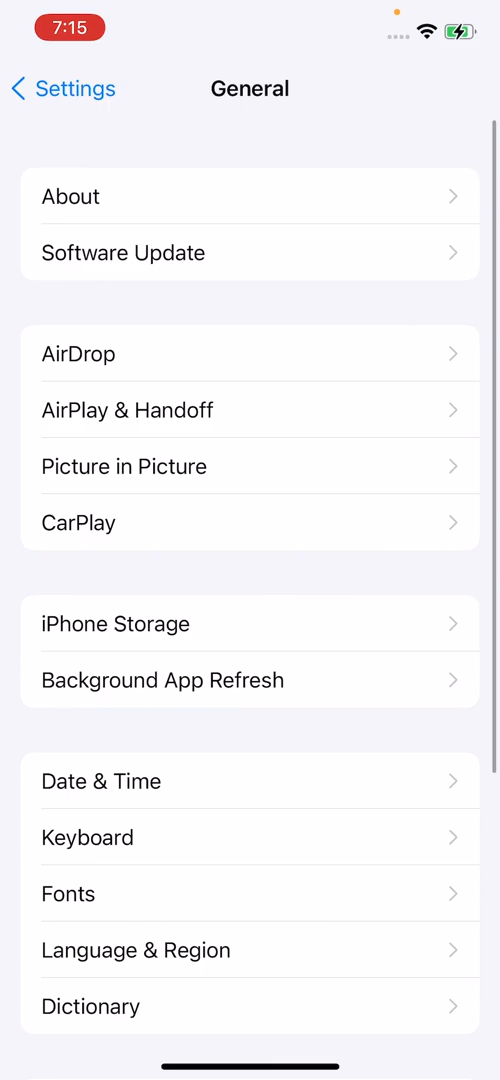 7:15
Settings
General
About
Software Update
AirDrop
AirPlay & Handoff
Picture in Picture
CarPlay
iPhone Storage
Background App Refresh
Date & Time
Keyboard
Fonts
Language & Region
Dictionary